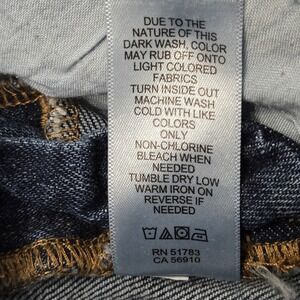 DUE TO THE
NATURE OF THIS
DARK WASH, COLOR
MAY RUB OFF ONTO
LIGHT COLORED
FABRICS
TURN INSIDE OUT
MACHINE WASH
COLD WITH LIKE
COLORS
ONLY
NON-CHLORINE
BLEACH WHEN
NEEDED
TUMBLE DRY LOW
WARM IRON ON
REVERSE IF
NEEDED
RN 51783
CA 56910